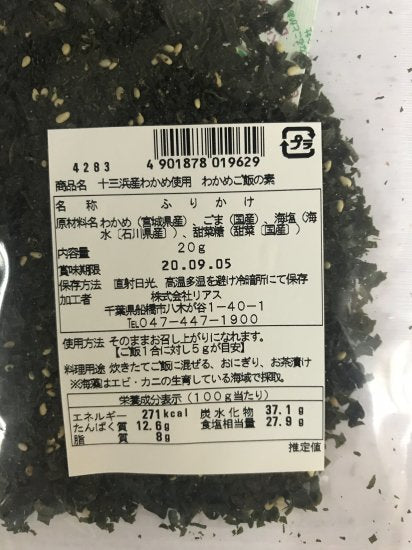 4283
4 901878 019629
プラ
商品名 十三浜産わかめ使用 わかめご飯の素
名称 ふりかけ
原材料名 わかめ(宮城県産)、ごま(国産)、海塩(海
水〔石川県産〕)、甜菜糖(甜菜〔国産〕)
内容量 20g
賞味期限 20.09.05
保存方法 直射日光、高温多湿を避け冷暗所にて保存
加工者 株式会社リアス
千葉県船橋市八木が谷1-40-1
TEL047-447-1900
使用方法 そのままお召し上がりになれます。
【ご飯1合に対し5gが目安】
料理用途 炊きたてご飯に混ぜる、おにぎり、お茶漬け
※海藻はエビ・カニの生育している海域で採取。
栄養成分表示(100g当たり)
エネルギー 271kcal 炭水化物 37.1g
たんぱく質 12.6g 食塩相当量 27.9g
脂質 8g
推定値